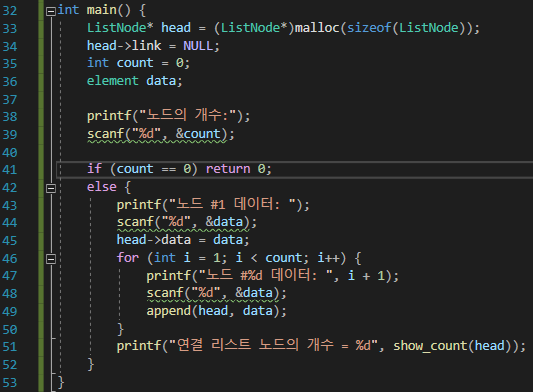 32 int main() {
33 ListNode* head = (ListNode*)malloc(sizeof(ListNode));
34 head->link = NULL;
35 int count = 0;
36 element data;
37
38 printf("노드의 개수:");
39 scanf("%d", &count);
40
41 if (count == 0) return 0;
42 else {
43 printf("노드 #1 데이터: ");
44 scanf("%d", &data);
45 head->data = data;
46 for (int i = 1; i < count; i++) {
47 printf("노드 #%d 데이터: ", i + 1);
48 scanf("%d", &data);
49 append(head, data);
50 }
51 printf("연결 리스트 노드의 개수 = %d", show_count(head));
52 }
53 }